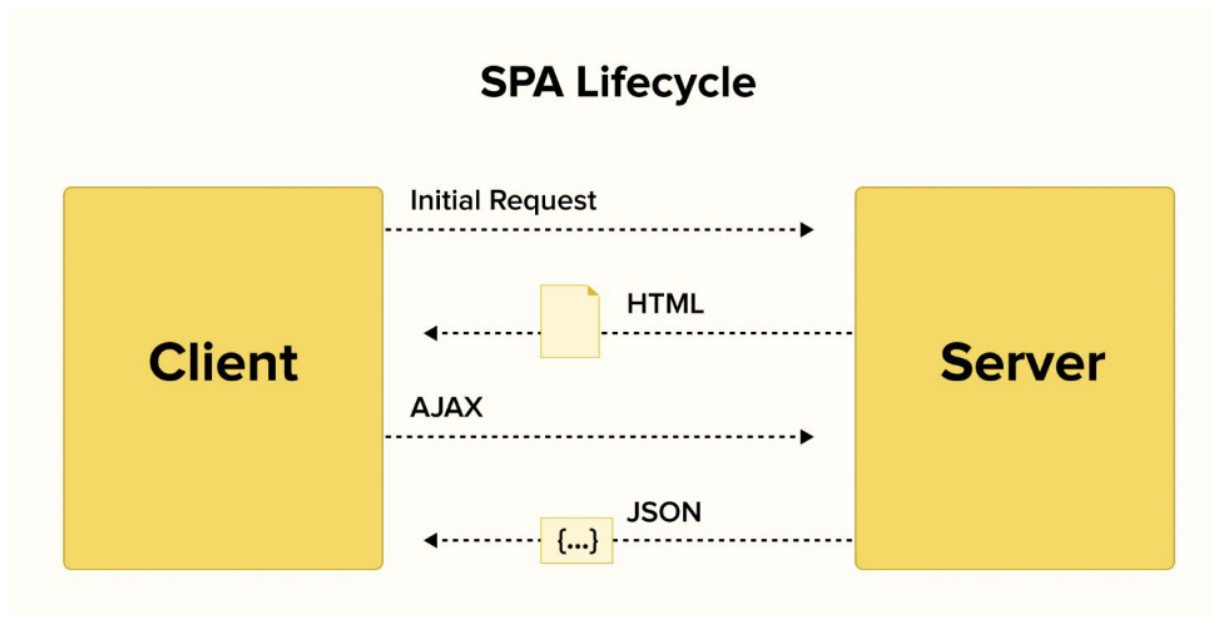 SPA Lifecycle
Initial Request
HTML
Client
Server
AJAX
JSON
{...}